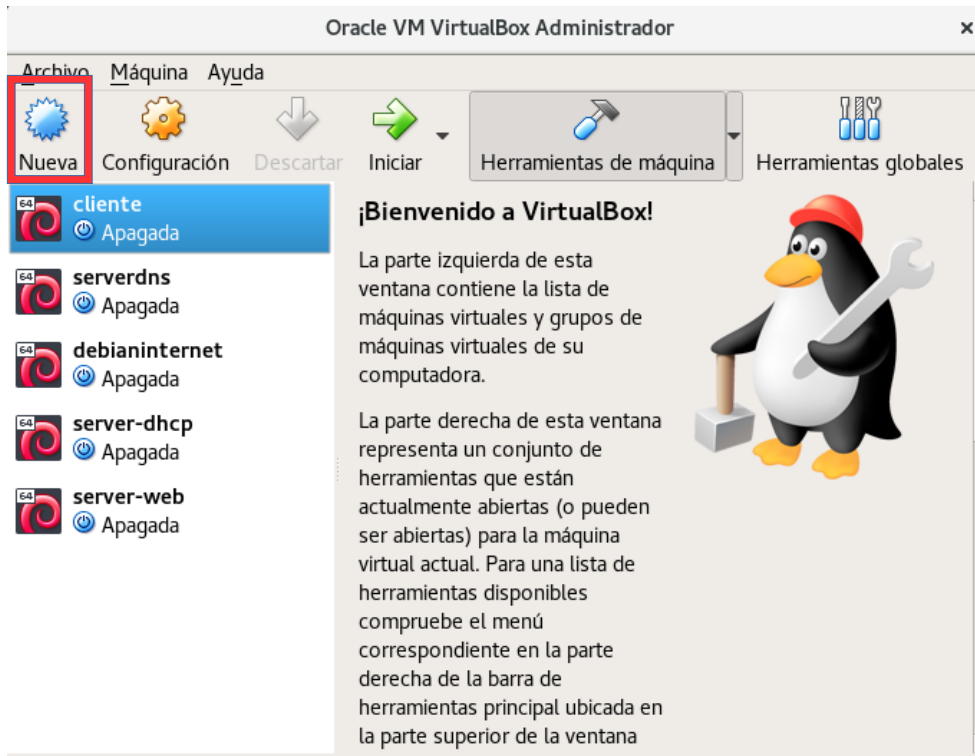 Oracle VM VirtualBox Administrador
Archivo Máquina Ayuda
Nueva Configuración Descartar Iniciar Herramientas de máquina Herramientas globales
64 cliente
Apagada
64 serverdns
Apagada
64 debianinternet
Apagada
64 server-dhcp
Apagada
64 server-web
Apagada
¡Bienvenido a VirtualBox!
La parte izquierda de esta
ventana contiene la lista de
máquinas virtuales y grupos de
máquinas virtuales de su
computadora.
La parte derecha de esta ventana
representa un conjunto de
herramientas que están
actualmente abiertas (o pueden
ser abiertas) para la máquina
virtual actual. Para una lista de
herramientas disponibles
compruebe el menú
correspondiente en la parte
derecha de la barra de
herramientas principal ubicada en
la parte superior de la ventana